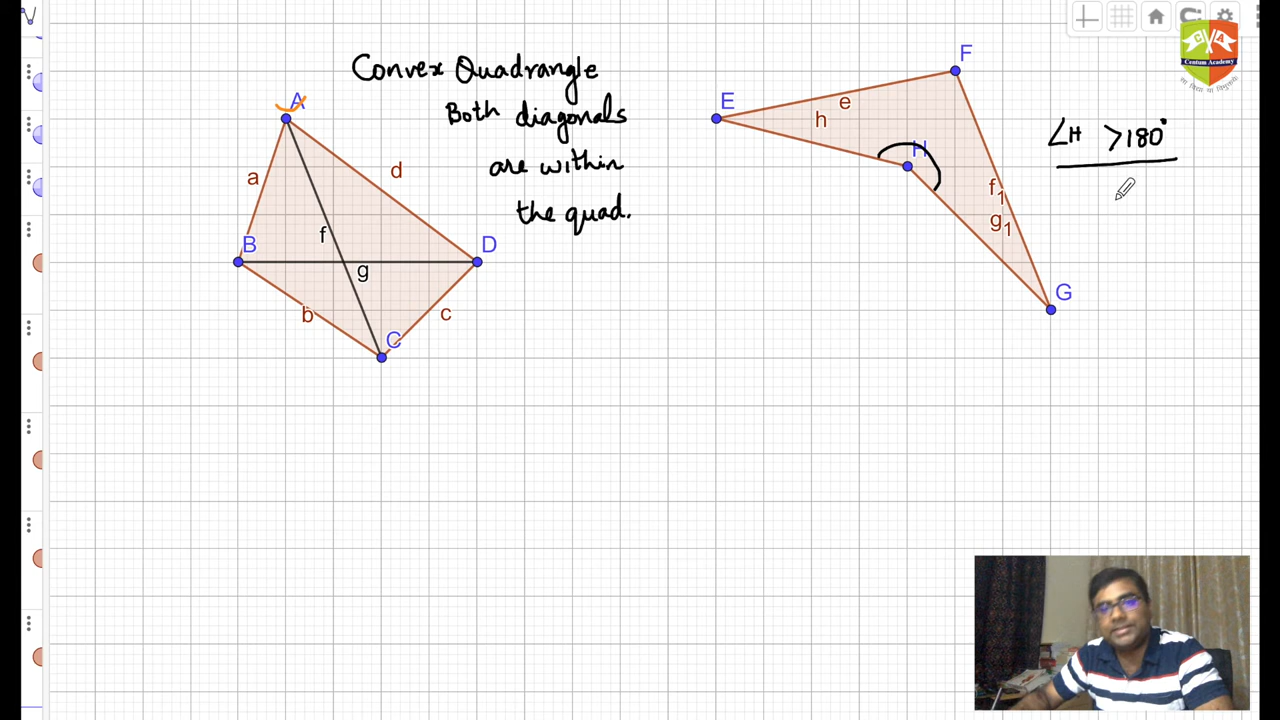 Convex Quadrangle
Both diagonals
are within
the quad.
A
a
d
B
f
D
g
b
c
C
F
E
e
h
H
f1
g1
G
∠H >180°
C A
Centum Academy